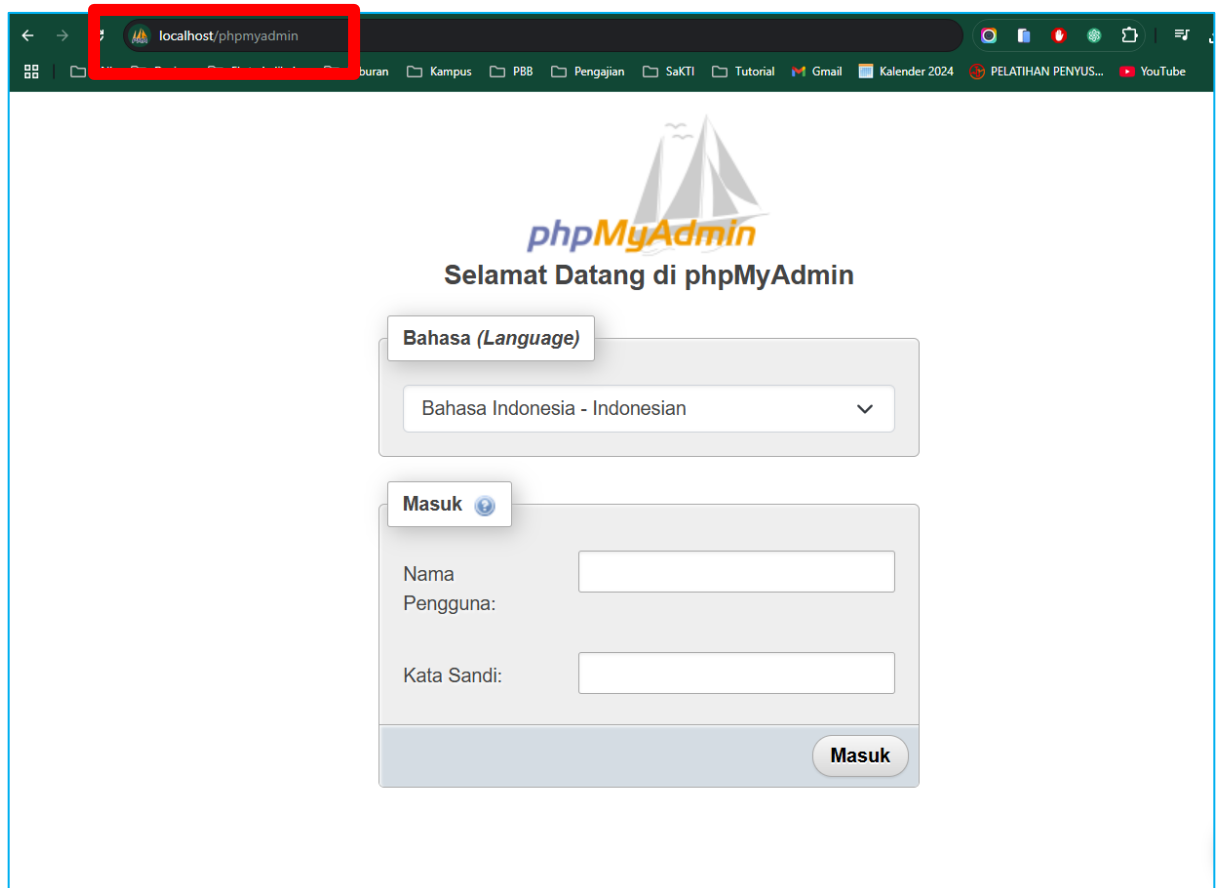 localhost/phpmyadmin
buran Kampus PBB Pengajian SaKTI Tutorial Gmail Kalender 2024 PELATIHAN PENYUS... YouTube
phpMyAdmin
Selamat Datang di phpMyAdmin
Bahasa (Language)
Bahasa Indonesia - Indonesian
Masuk
Nama
Pengguna:
Kata Sandi:
Masuk